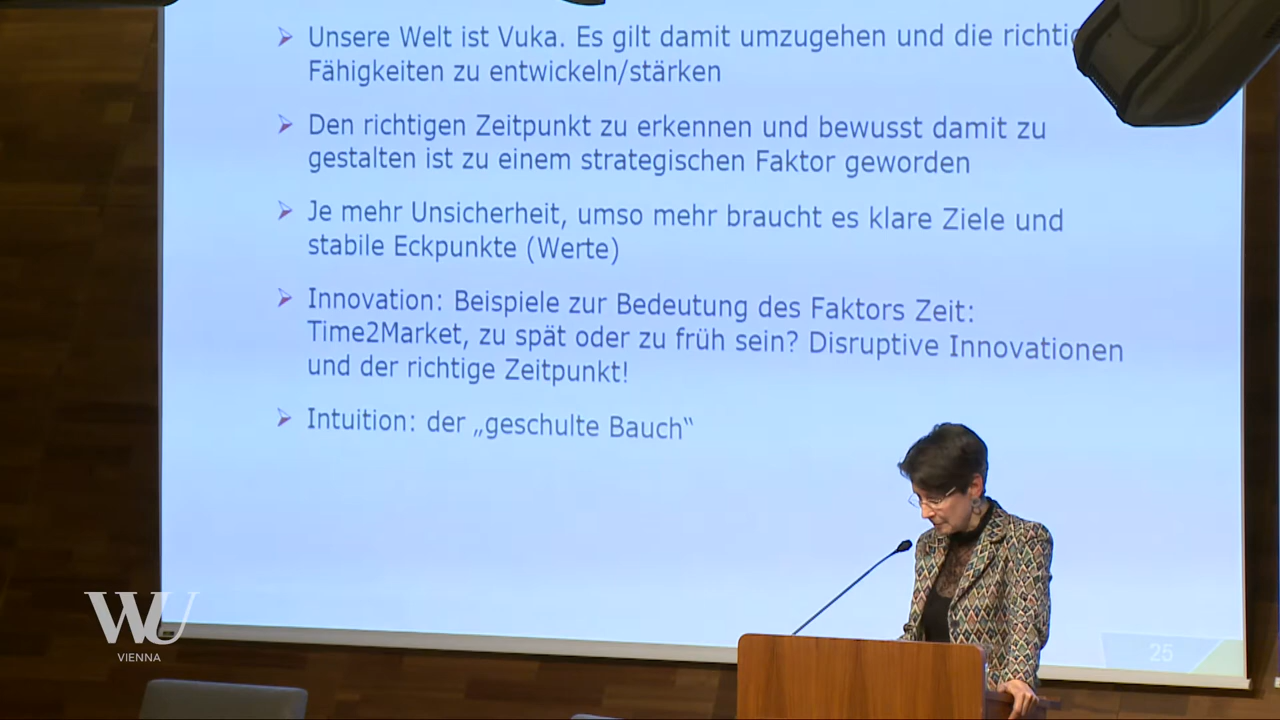 Unsere Welt ist Vuka. Es gilt damit umzugehen und die
Fähigkeiten zu entwickeln/stärken
Den richtigen Zeitpunkt zu erkennen und bewusst damit zu
gestalten ist zu einem strategischen Faktor geworden
Je mehr Unsicherheit, umso mehr braucht es klare Ziele und
stabile Eckpunkte (Werte)
Innovation: Beispiele zur Bedeutung des Faktors Zeit:
Time2Market, zu spät oder zu früh sein? Disruptive Innovationen
und der richtige Zeitpunkt!
Intuition: der „geschulte Bauch“
WU
VIENNA
25